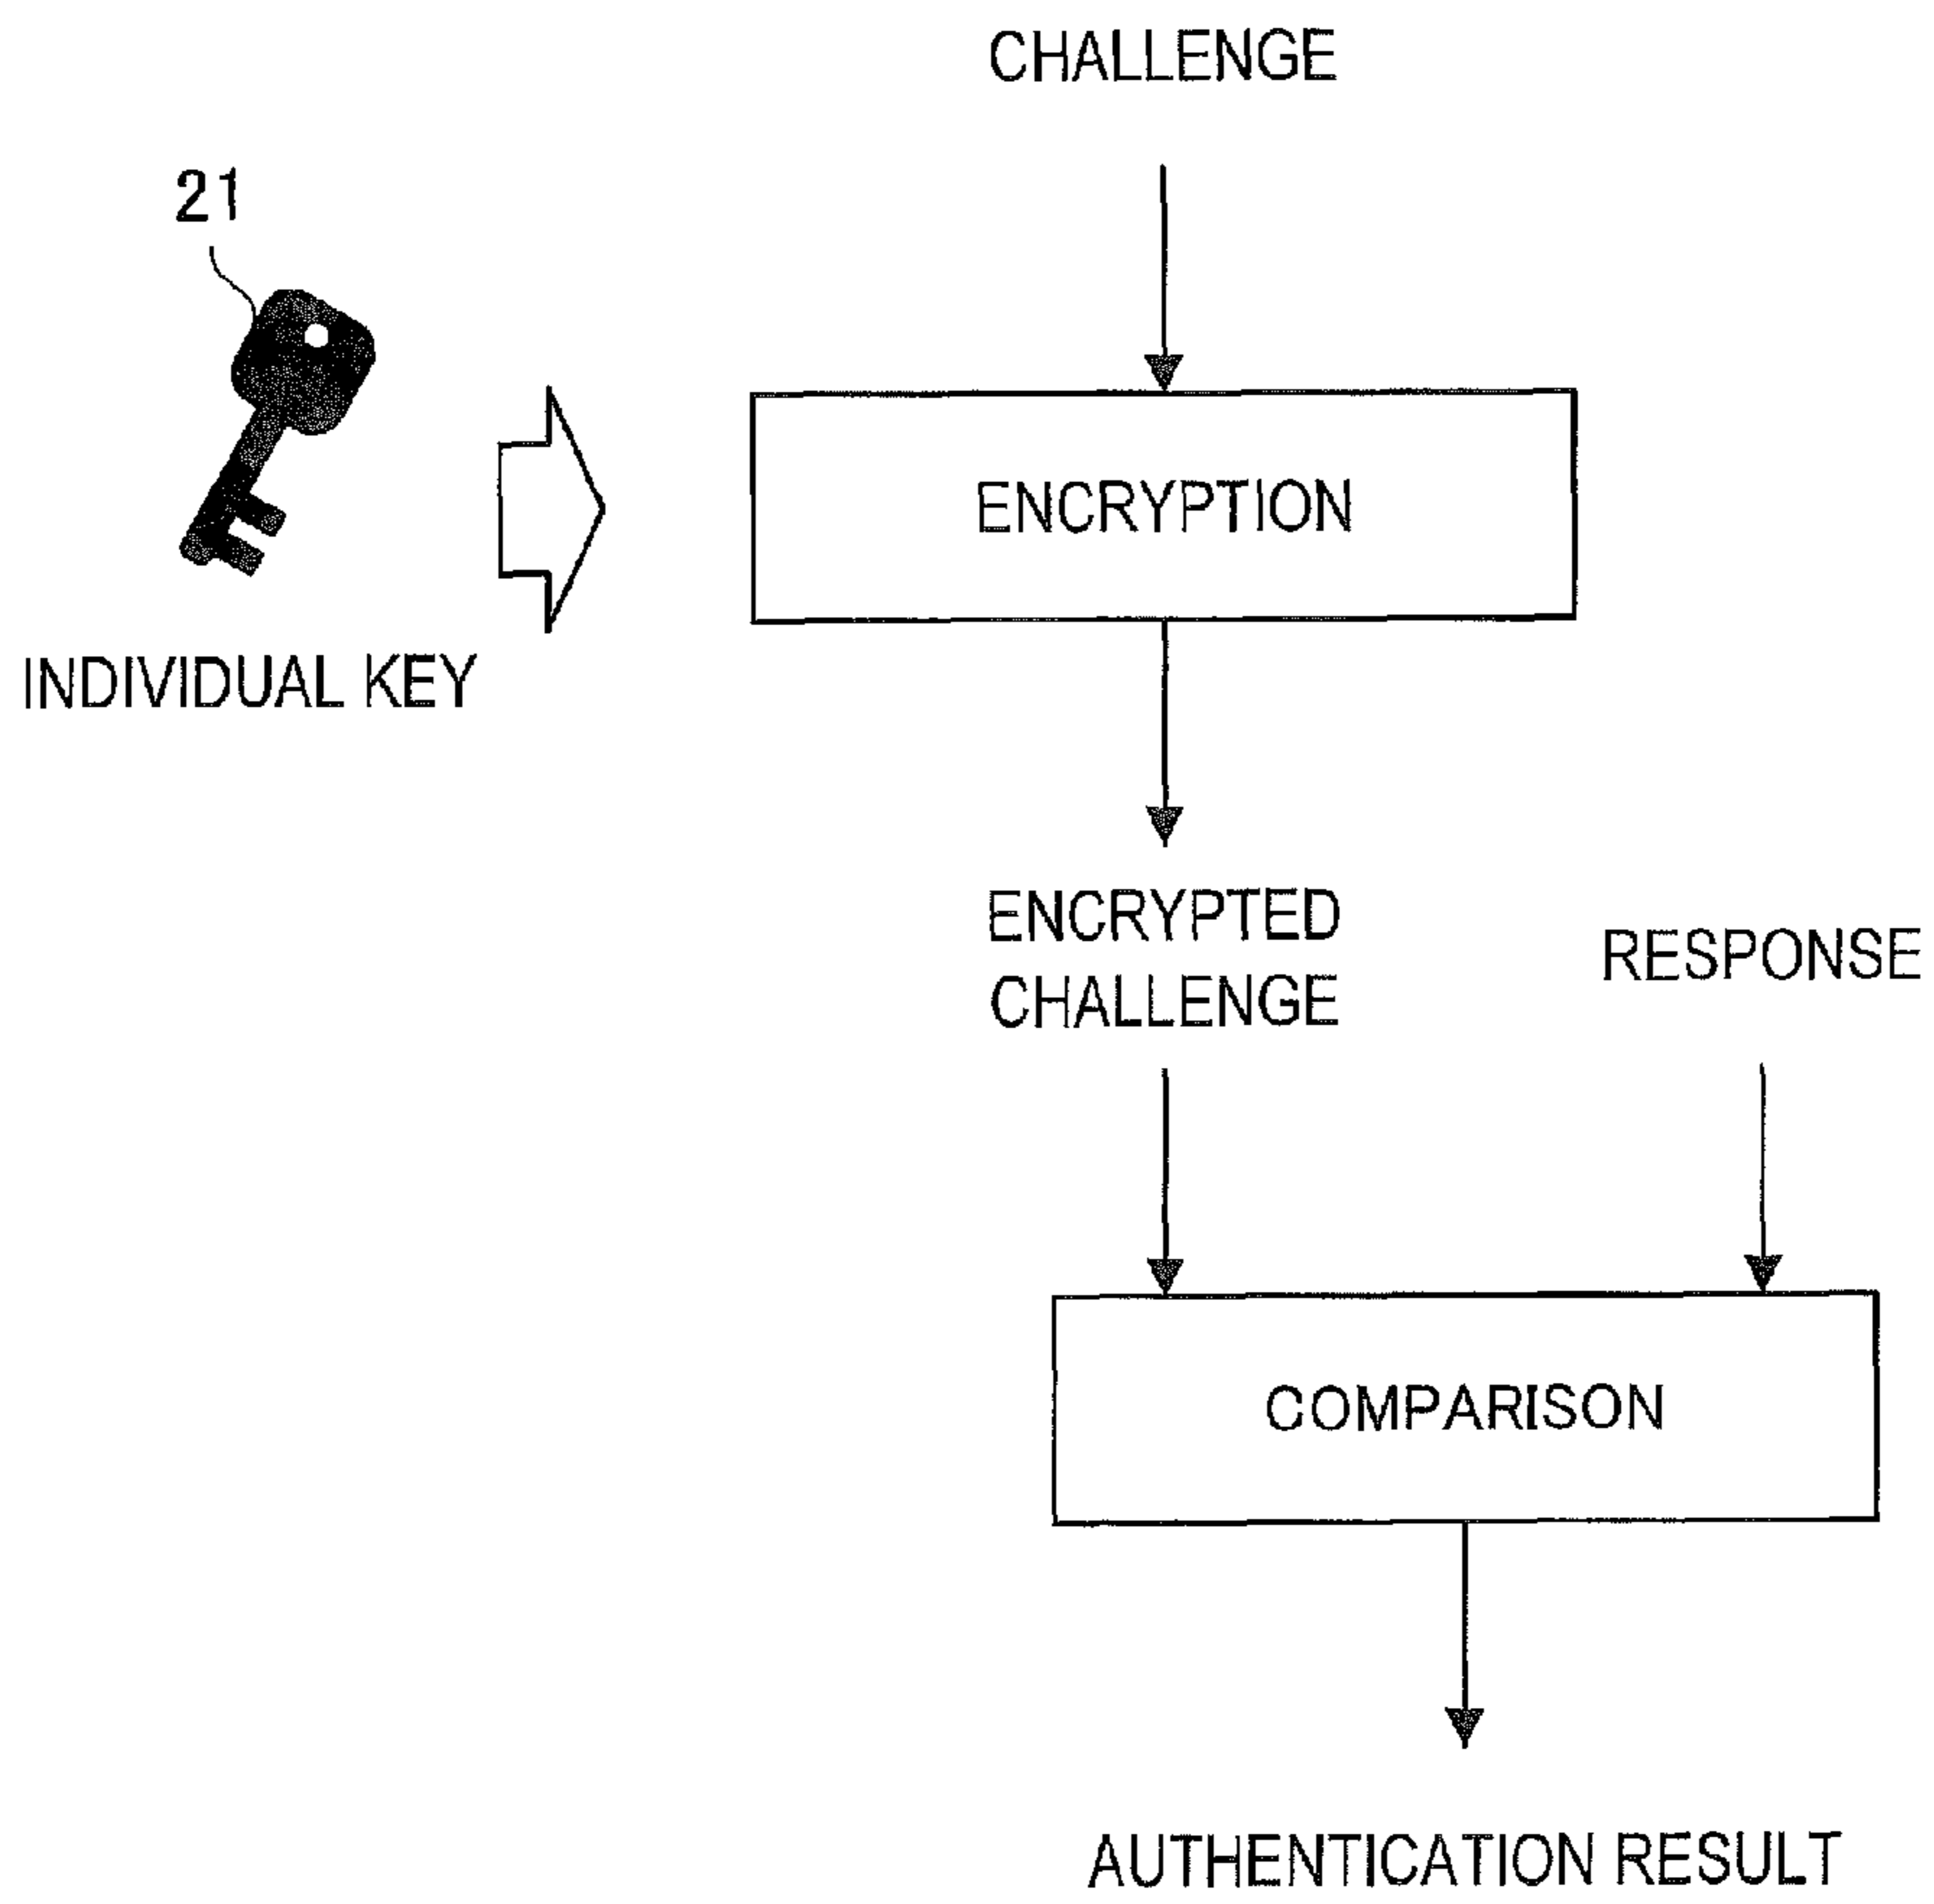 CHALLENGE
21
ENCRYPTION
INDIVIDUAL KEY
ENCRYPTED
CHALLENGE
RESPONSE
COMPARISON
AUTHENTICATION RESULT